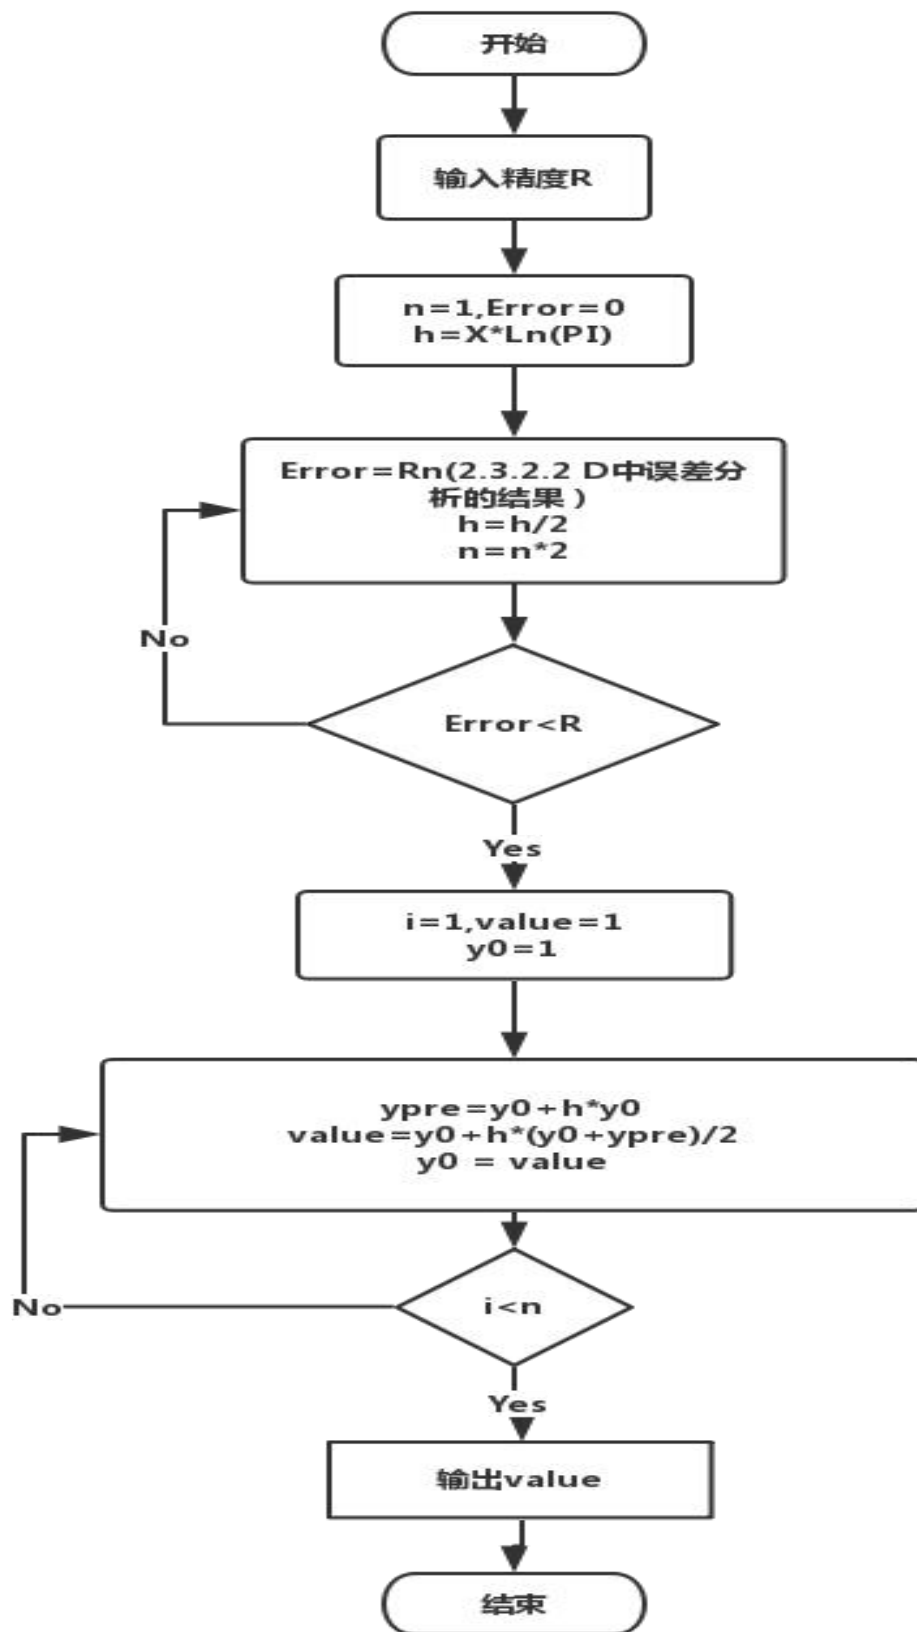 开始
输入精度R
n=1,Error=0
h=X*Ln(PI)
Error=Rn(2.3.2.2 D中误差分
析的结果）
h=h/2
n=n*2
No
Error<R
Yes
i=1,value=1
y0=1
ypre=y0+h*y0
value=y0+h*(y0+ypre)/2
y0 = value
No
i<n
Yes
输出value
结束